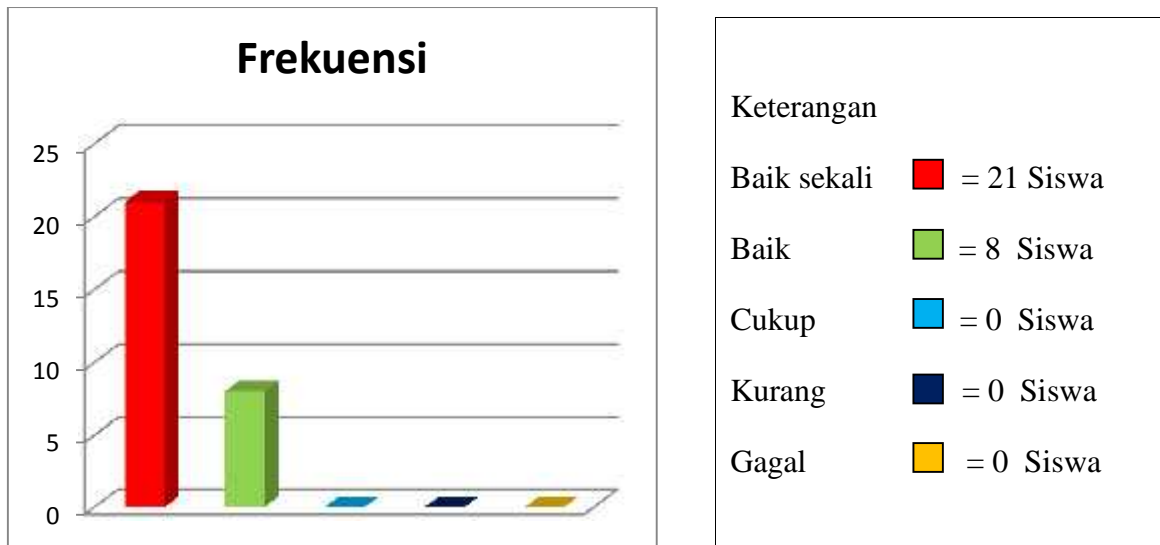 Frekuensi
25
20
15
10
5
0
Keterangan
Baik sekali = 21 Siswa
Baik = 8 Siswa
Cukup = 0 Siswa
Kurang = 0 Siswa
Gagal = 0 Siswa